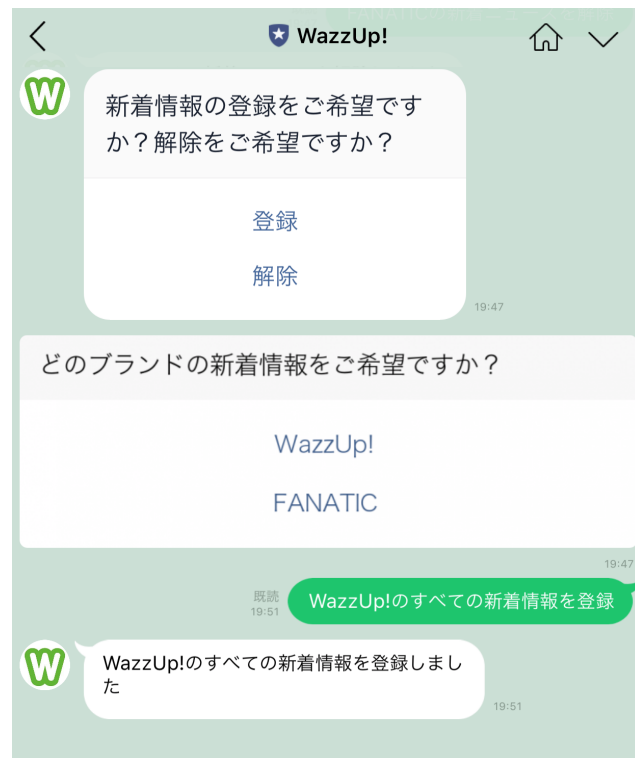 WazzUp!
新着情報の登録をご希望です
か？解除をご希望ですか？
登録
解除
19:47
どのブランドの新着情報をご希望ですか？
WazzUp!
FANATIC
19:47
既読
19:51
WazzUp!のすべての新着情報を登録
W
WazzUp!のすべての新着情報を登録しまし
た
19:51